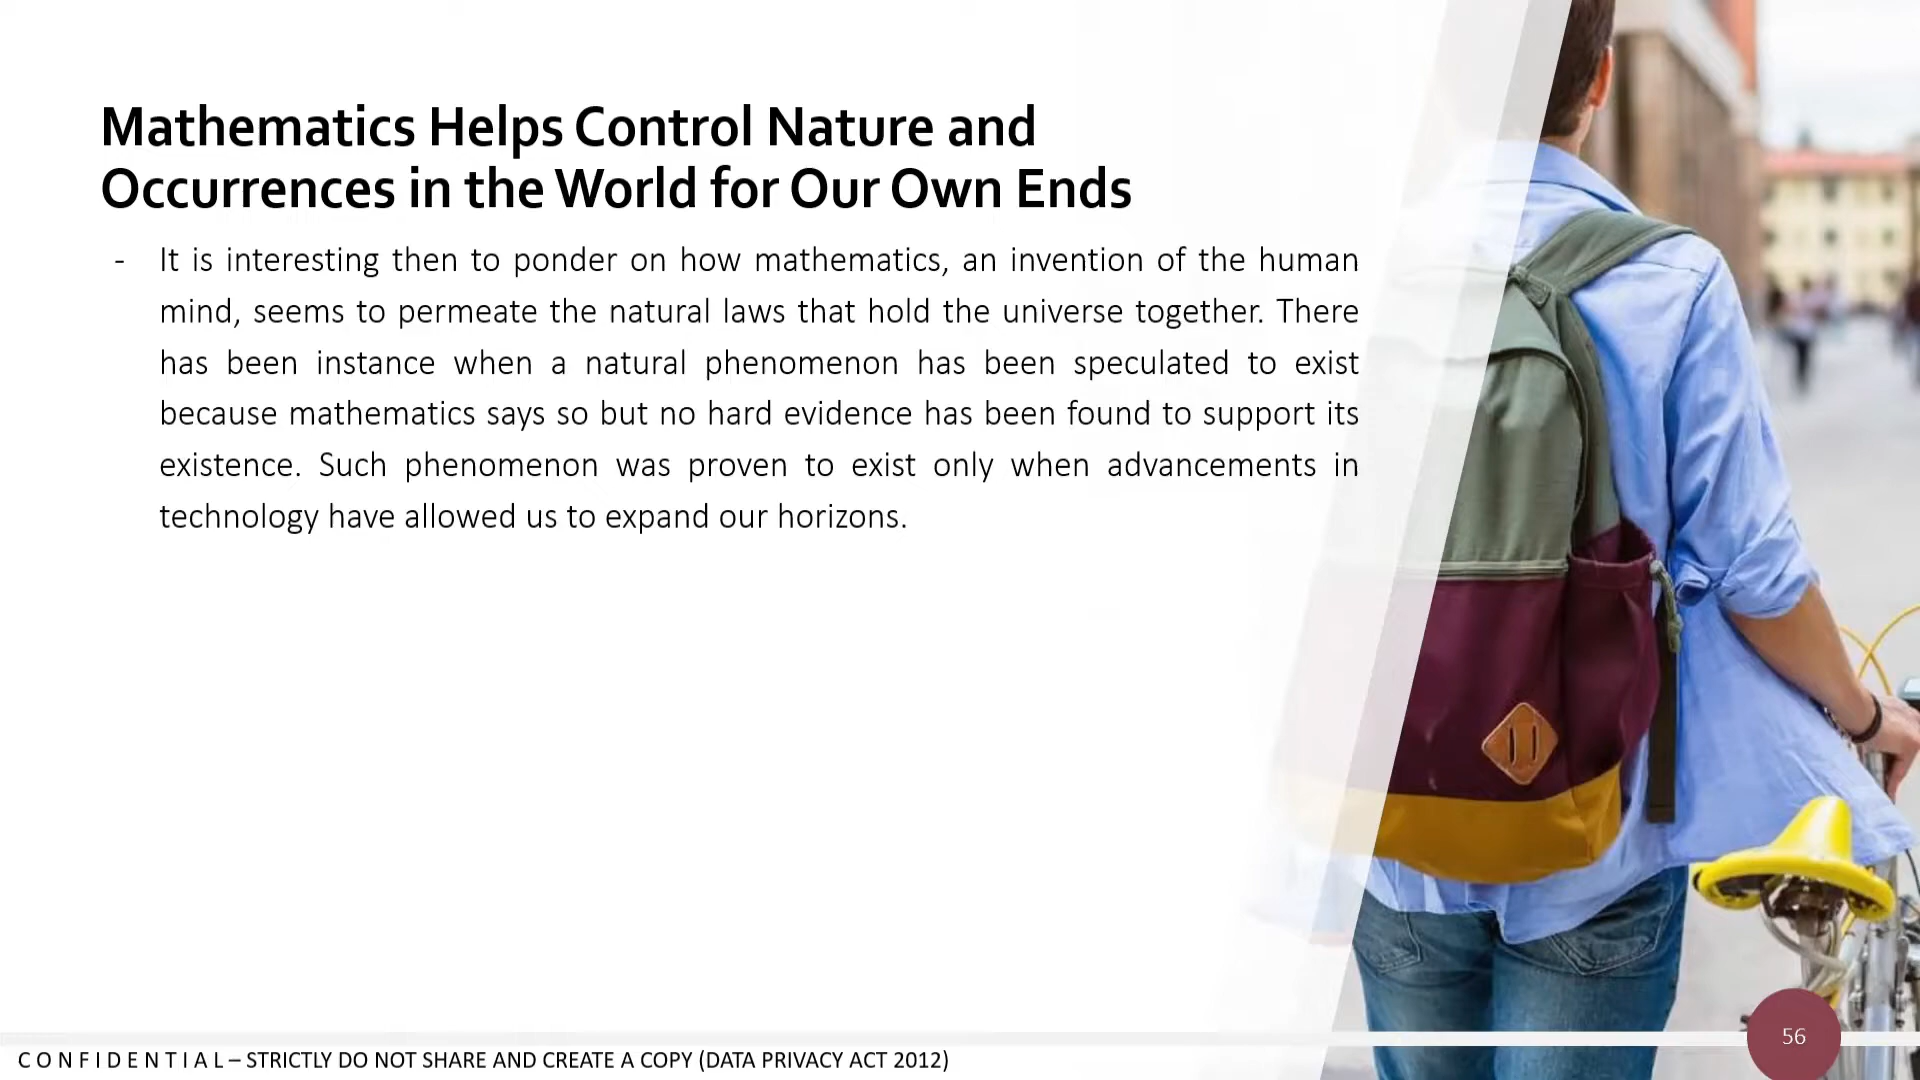 Mathematics Helps Control Nature and
Occurrences in the World for Our Own Ends
- It is interesting then to ponder on how mathematics, an invention of the human
mind, seems to permeate the natural laws that hold the universe together. There
has been instance when a natural phenomenon has been speculated to exist
because mathematics says so but no hard evidence has been found to support its
existence. Such phenomenon was proven to exist only when advancements in
technology have allowed us to expand our horizons.
56
C O N F I D E N T I A L – STRICTLY DO NOT SHARE AND CREATE A COPY (DATA PRIVACY ACT 2012)